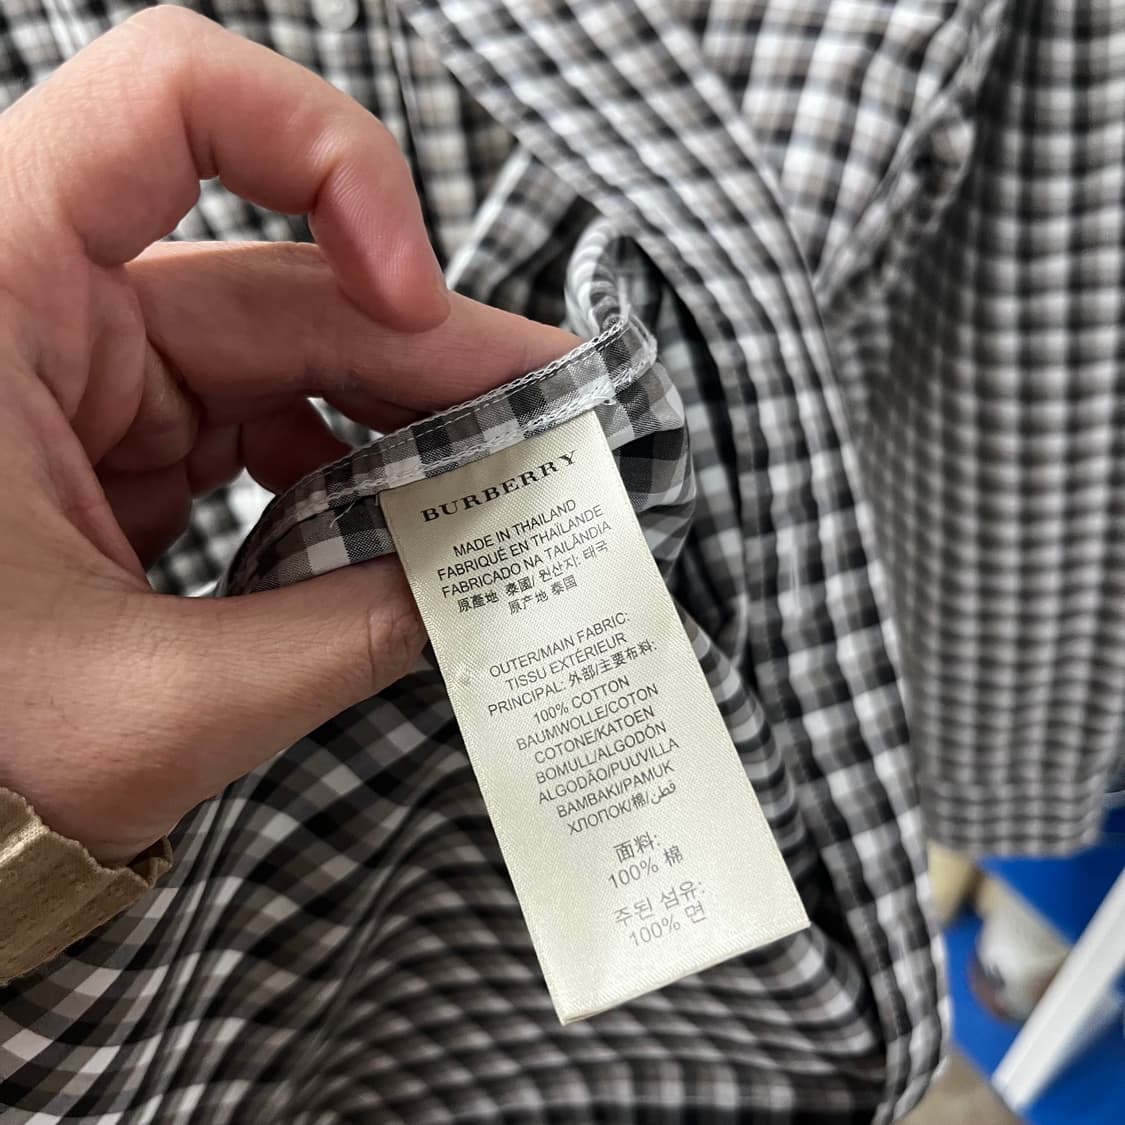 BURBERRY
MADE IN THAILAND
FABRIQUÉ EN THAÏLANDE
FABRICADO NA TAILÂNDIA
原產地 泰國/ 원산지: 태국
原产地 泰国
OUTER/MAIN FABRIC:
TISSU EXTÉRIEUR
PRINCIPAL: 外部/主要布料:
100% COTTON
BAUMWOLLE/COTON
COTONE/KATOEN
BOMULL/ALGODÓN
ALGODÃO/PUUVILLA
BAMBAKI/PAMUK
ХЛОПОК/棉/قطن
面料:
100% 棉
주된 섬유:
100% 면